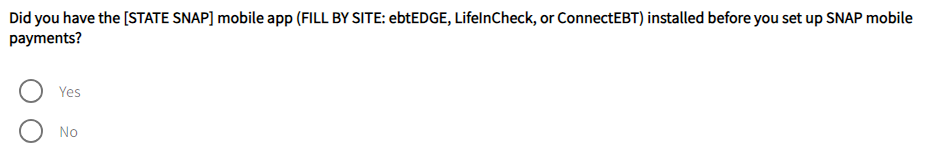 Did you have the [STATE SNAP] mobile app (FILL BY SITE: ebtEDGE, LifeInCheck, or ConnectEBT) installed before you set up SNAP mobile
payments?
Yes
No